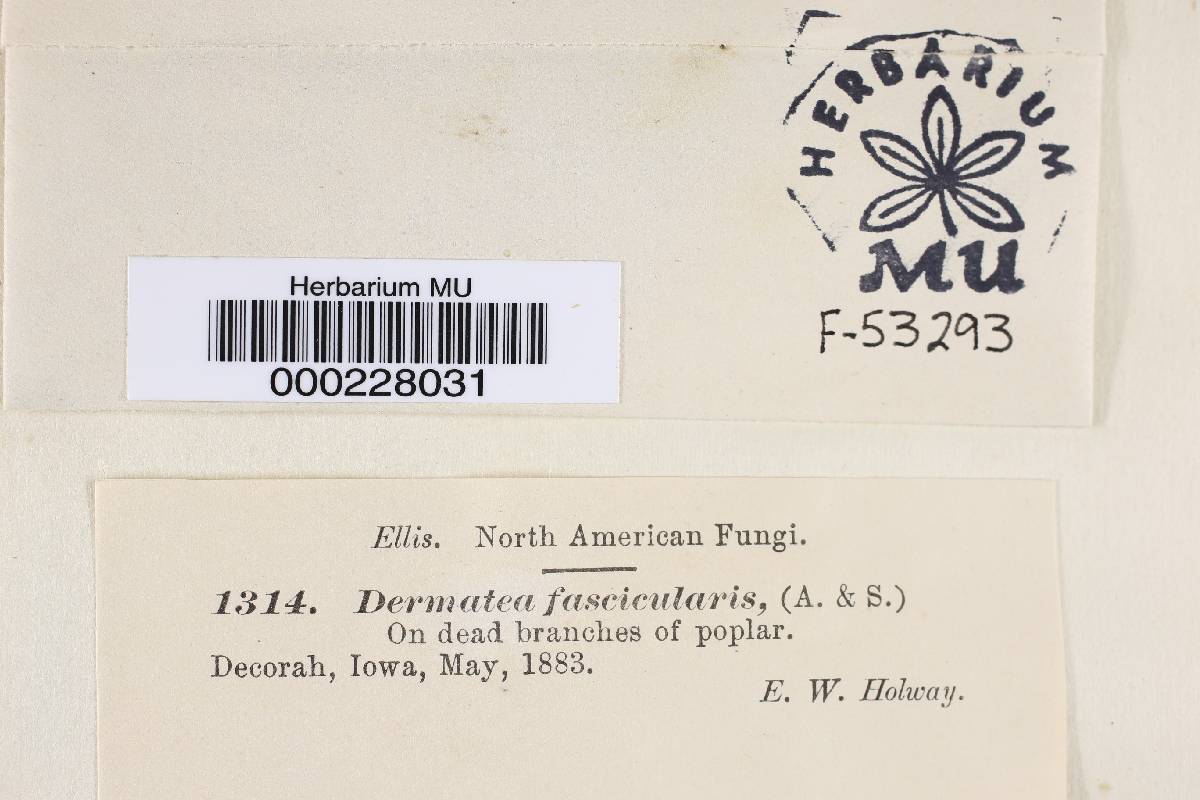 HERBARIUM
MU
F-53293
Herbarium MU
000228031
Ellis. North American Fungi.
1314. Dermatea fascicularis, (A. & S.)
On dead branches of poplar.
Decorah, Iowa, May, 1883.
E. W. Holway.